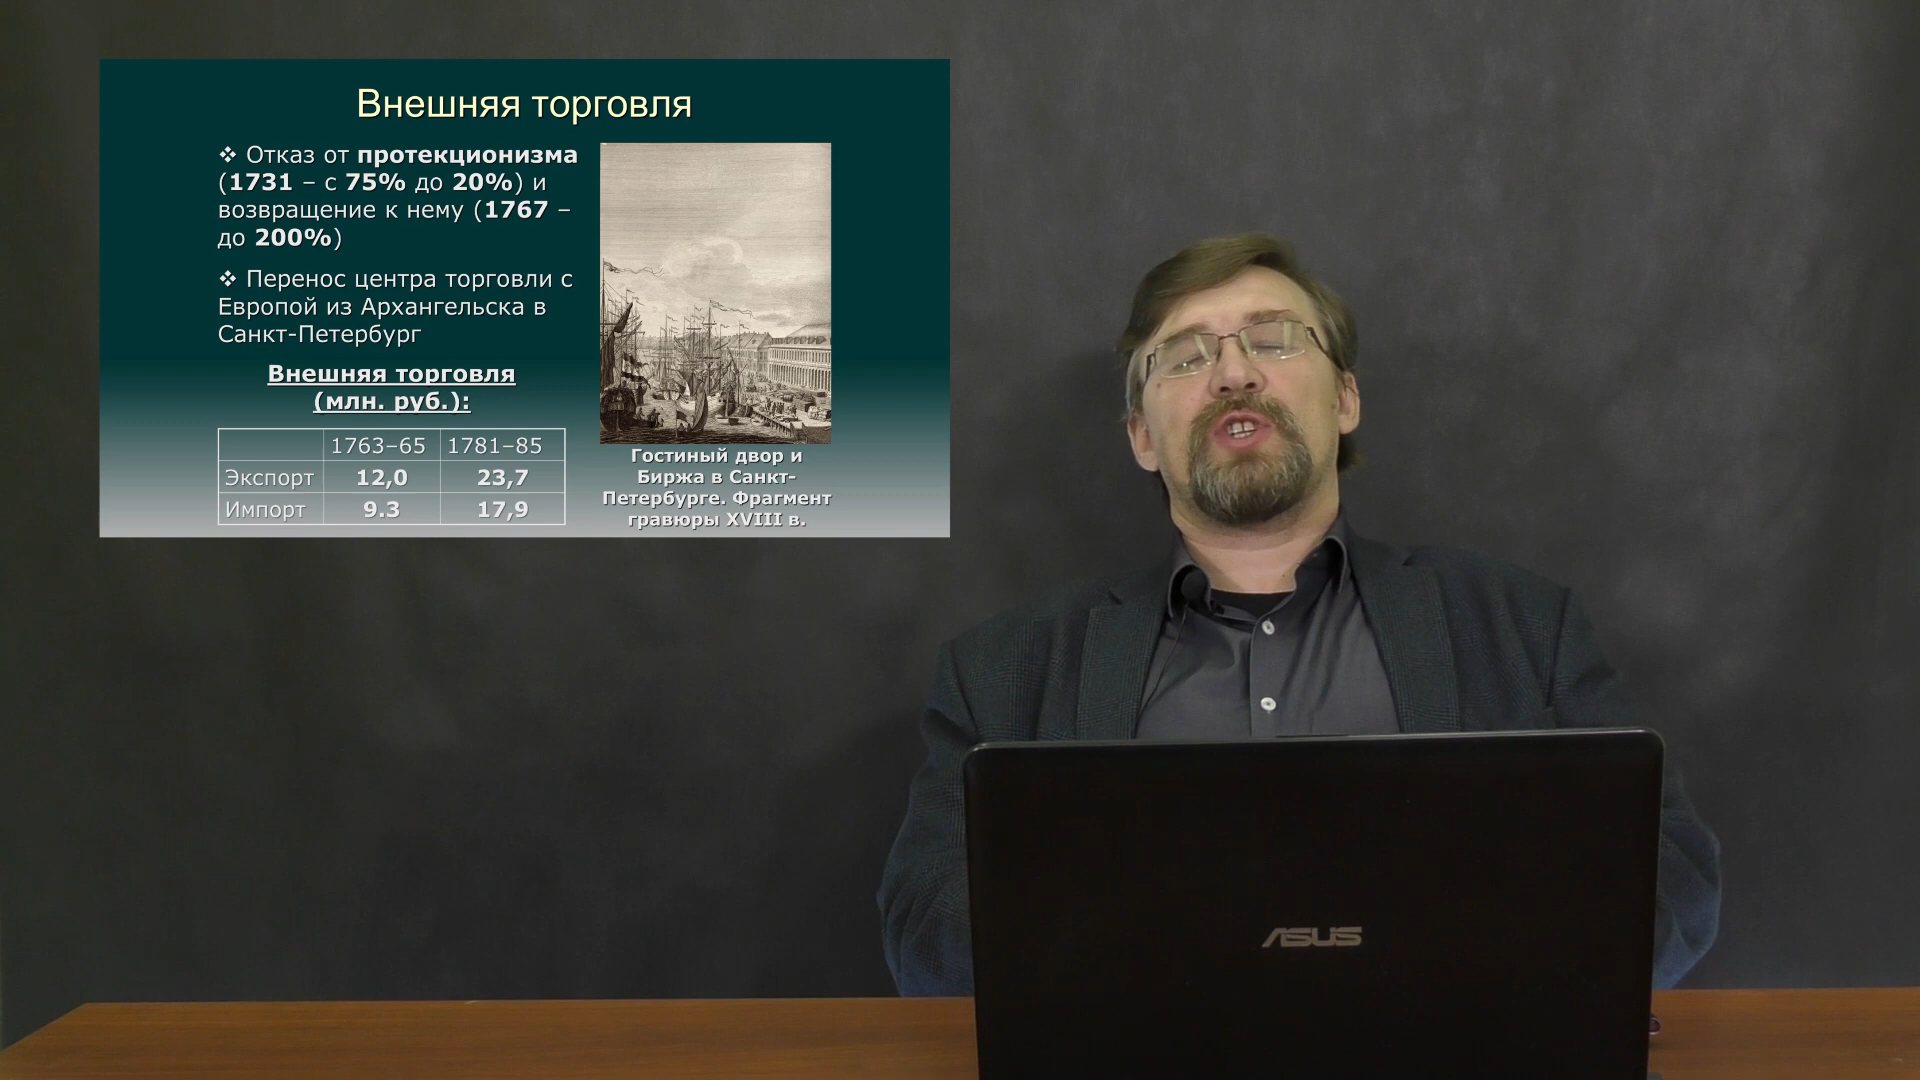 Внешняя торговля
❖ Отказ от протекционизма
(1731 – с 75% до 20%) и
возвращение к нему (1767 –
до 200%)
❖ Перенос центра торговли с
Европой из Архангельска в
Санкт-Петербург
Внешняя торговля
(млн. руб.):
1763–65 1781–85
Экспорт 12,0 23,7
Импорт 9.3 17,9
Гостиный двор и
Биржа в Санкт-
Петербурге. Фрагмент
гравюры XVIII в.
ASUS